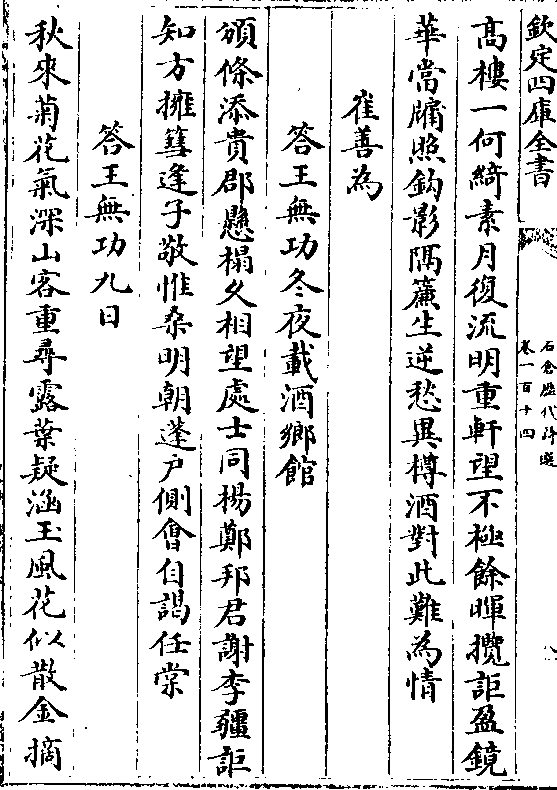 欽定四庫全書
石倉歷代詩選
卷一百十四
八
高樓一何綺素月復流明重軒望不極餘暉攬詎盈鏡
華當牖照鈎影隔簾生逆愁異樽酒對此難為情
崔善為
答王無功冬夜載酒鄉館
頒條添貴郡懸榻久相望處士同楊鄭邦君謝李疆詎
知方擁篲逢子敬惟桑明朝蓬戶側會自謁任棠
答王無功九日
秋來菊花氣深山客重尋露葉疑涵玉風花似散金摘